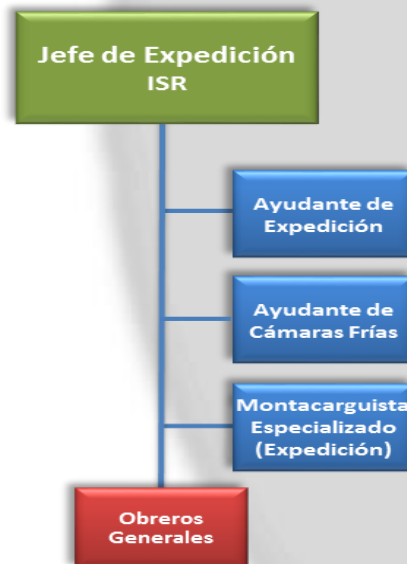 Jefe de Expedición
ISR
Ayudante de
Expedición
Ayudante de
Cámaras Frías
Montacarguista
Especializado
(Expedición)
Obreros
Generales